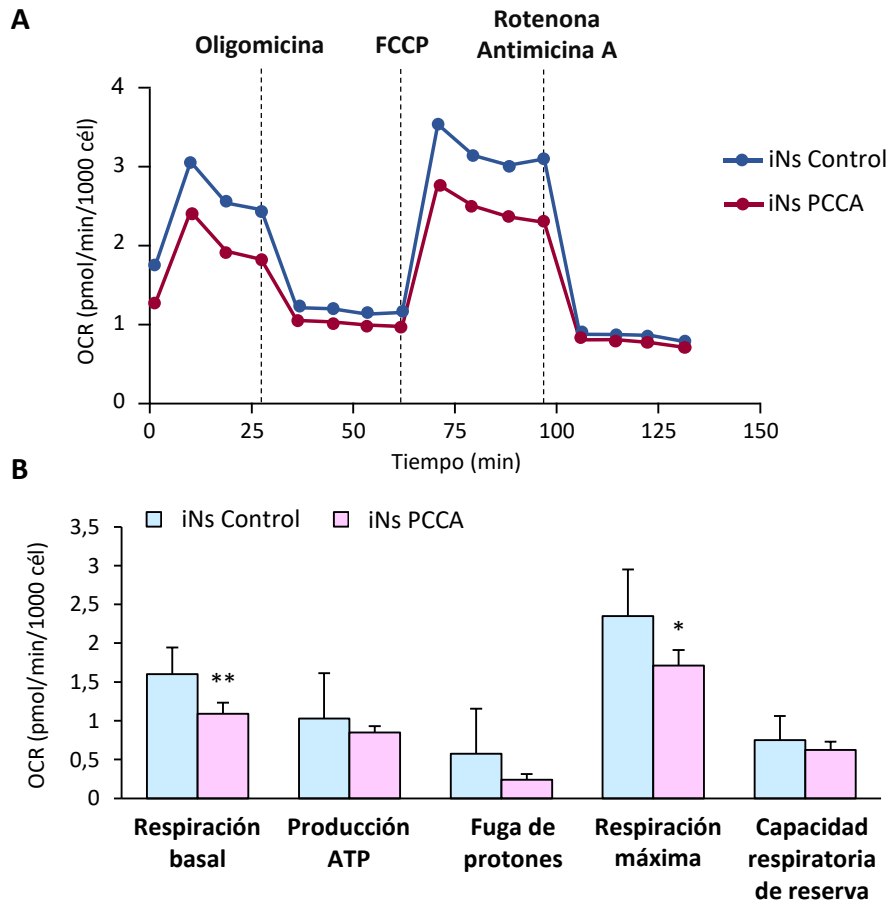 A
Oligomicina
FCCP
Rotenona
Antimicina A
OCR (pmol/min/1000 cél)
4
3
2
1
0
0
25
50
75
100
125
150
Tiempo (min)
iNs Control
iNs PCCA
B
iNs Control
iNs PCCA
OCR (pmol/min/1000 cél)
3,5
3
2,5
2
1,5
1
0,5
0
**
*
Respiración
basal
Producción
ATP
Fuga de
protones
Respiración
máxima
Capacidad
respiratoria
de reserva